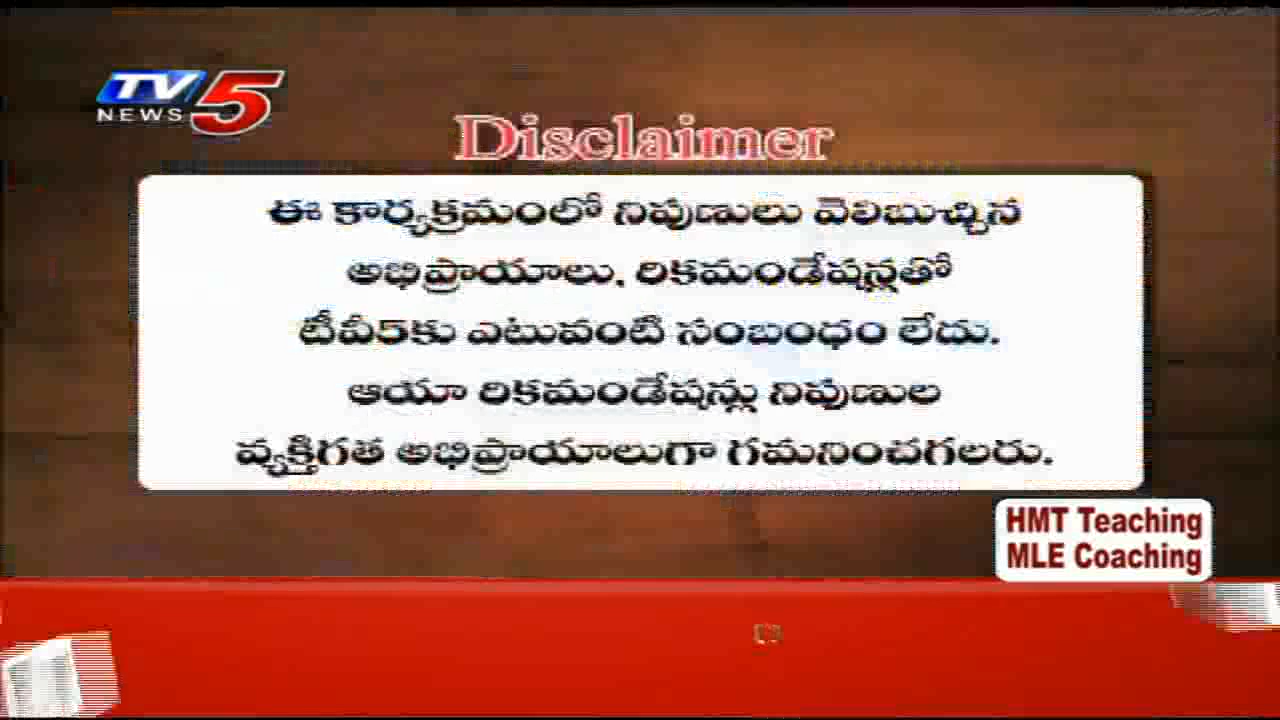 TV5
NEWS
Disclaimer
ఈ కార్యక్రమంలో నిపుణులు వెలిబుచ్చిన
అభిప్రాయాలు, రికమండేషన్లతో
టీవీ5కు ఎటువంటి సంబంధం లేదు.
ఆయా రికమండేషన్లు నిపుణుల
వ్యక్తిగత అభిప్రాయాలుగా గమనించగలరు.
HMT Teaching
MLE Coaching